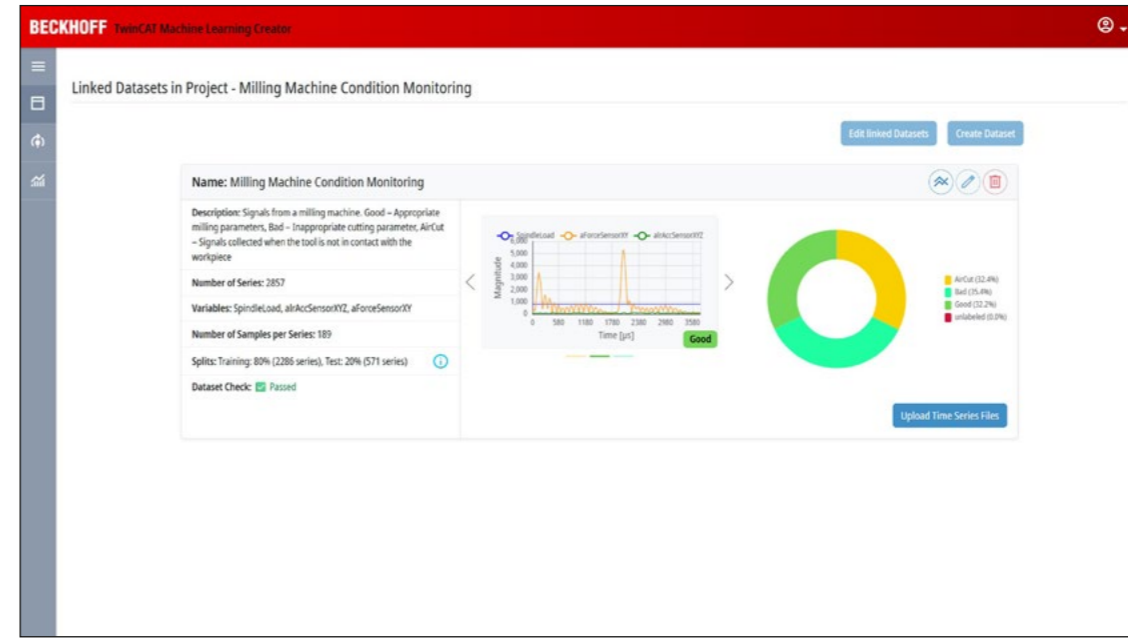 BECKHOFF TwinCAT Machine Learning Creator
Linked Datasets in Project - Milling Machine Condition Monitoring
Edit linked Datasets
Create Dataset
Name: Milling Machine Condition Monitoring
Description: Signals from a milling machine. Good – Appropriate
milling parameters, Bad – Inappropriate cutting parameter, AirCut
– Signals collected when the tool is not in contact with the
workpiece
Number of Series: 2857
Variables: SpindleLoad, aIrAccSensorXYZ, aForceSensorXY
Number of Samples per Series: 189
Splits: Training: 80% (2286 series), Test: 20% (571 series)
Dataset Check: Passed
SpindleLoad aForceSensorXY aIrAccSensorXYZ
6,000
5,000
4,000
3,000
2,000
1,000
0
Magnitude
0 580 1180 1780 2380 2980 3580
Time [µs]
Good
AirCut (32.4%)
Bad (35.4%)
Good (32.2%)
unlabeled (0.0%)
Upload Time Series Files